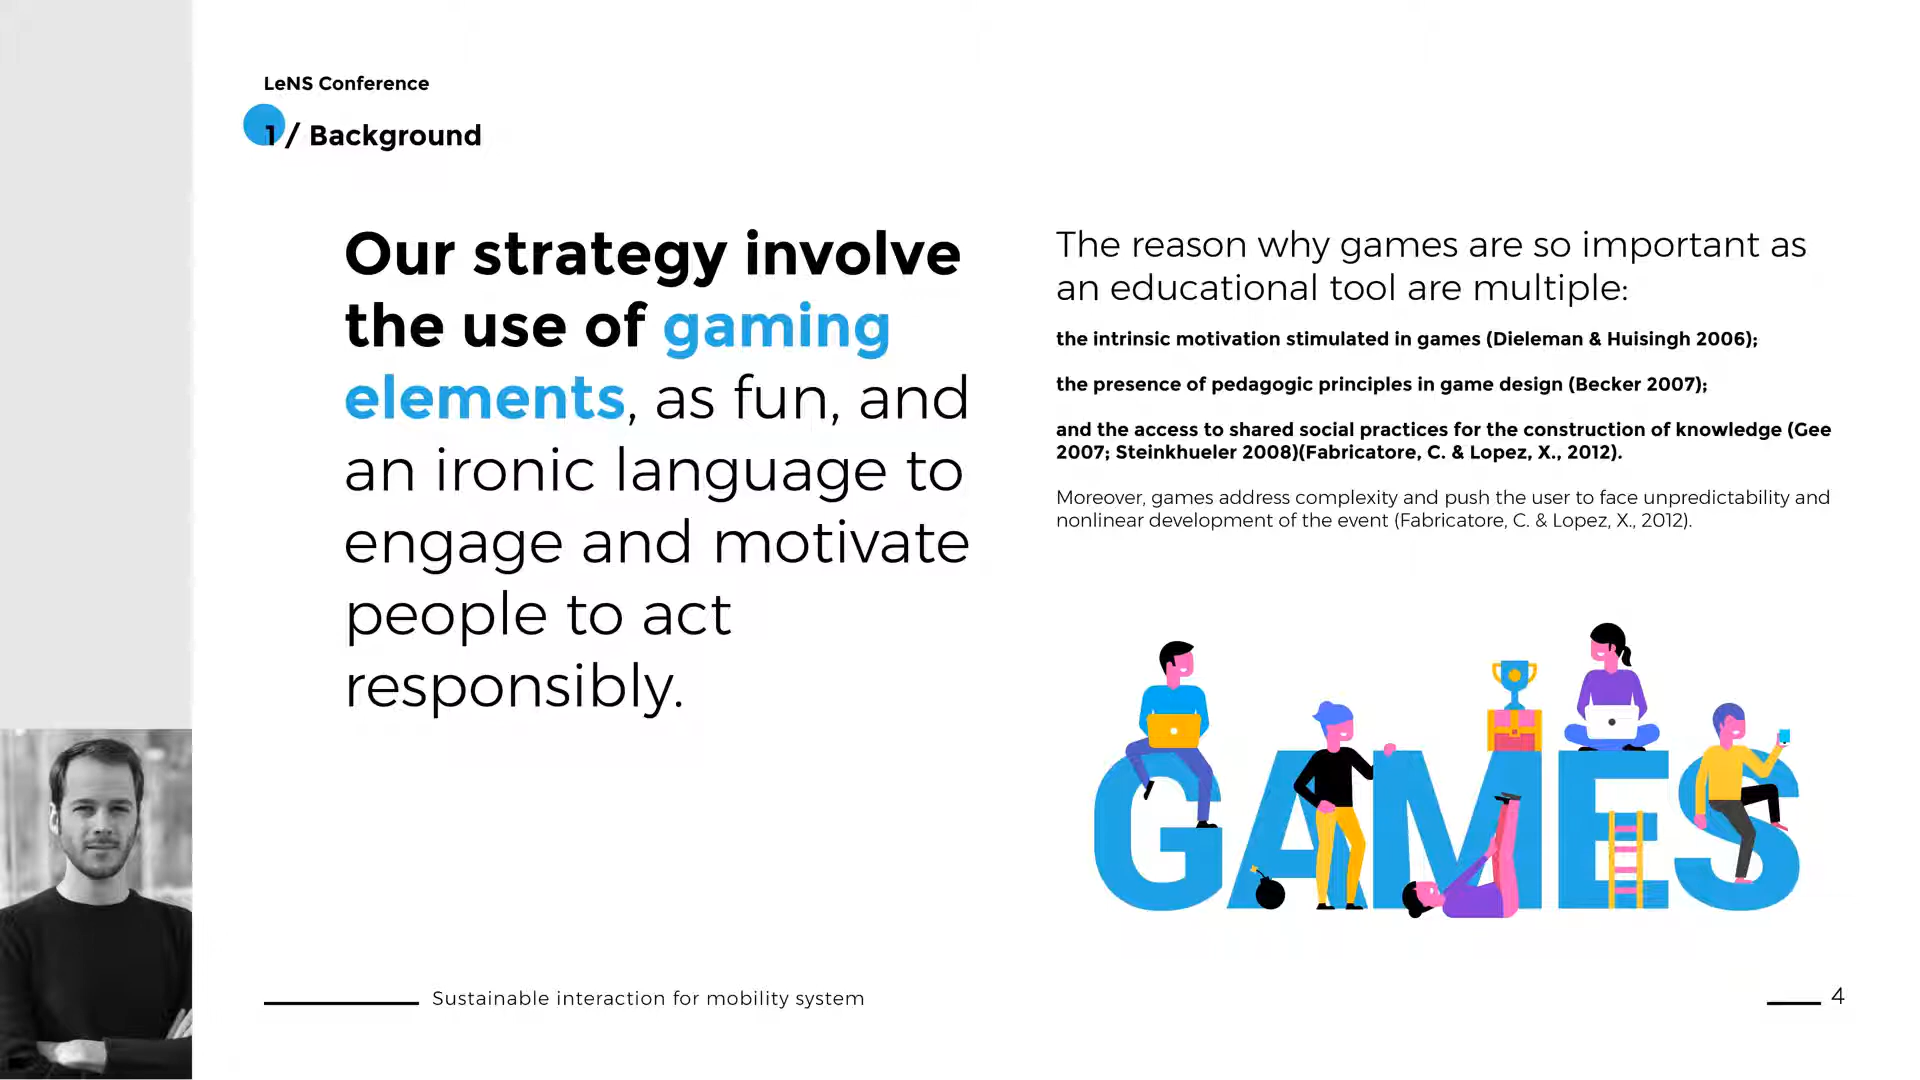 LeNS Conference
1 / Background
Our strategy involve
the use of gaming
elements, as fun, and
an ironic language to
engage and motivate
people to act
responsibly.
The reason why games are so important as
an educational tool are multiple:
the intrinsic motivation stimulated in games (Dieleman & Huisingh 2006);
the presence of pedagogic principles in game design (Becker 2007);
and the access to shared social practices for the construction of knowledge (Gee
2007; Steinkhueler 2008)(Fabricatore, C. & Lopez, X., 2012).
Moreover, games address complexity and push the user to face unpredictability and
nonlinear development of the event (Fabricatore, C. & Lopez, X., 2012).
GAMES
Sustainable interaction for mobility system
4